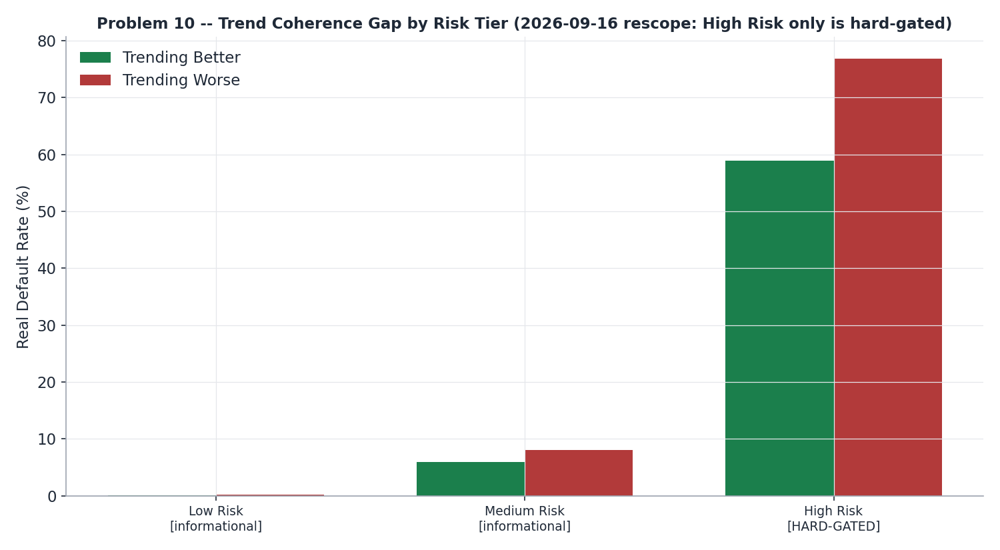 Problem 10 -- Trend Coherence Gap by Risk Tier (2026-09-16 rescope: High Risk only is hard-gated)
Trending Better
Trending Worse
Real Default Rate (%)
80
70
60
50
40
30
20
10
0
Low Risk
[informational]
Medium Risk
[informational]
High Risk
[HARD-GATED]